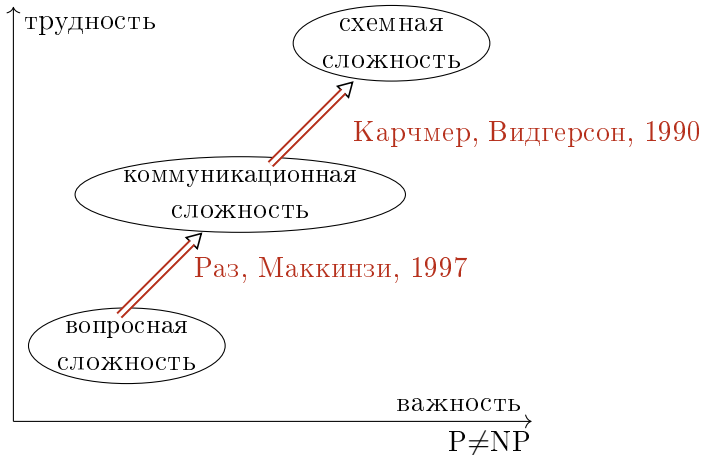 трудность
схемная
сложность
Карчмер, Видгерсон, 1990
коммуникационная
сложность
Раз, Маккинзи, 1997
вопросная
сложность
важность
P≠NP